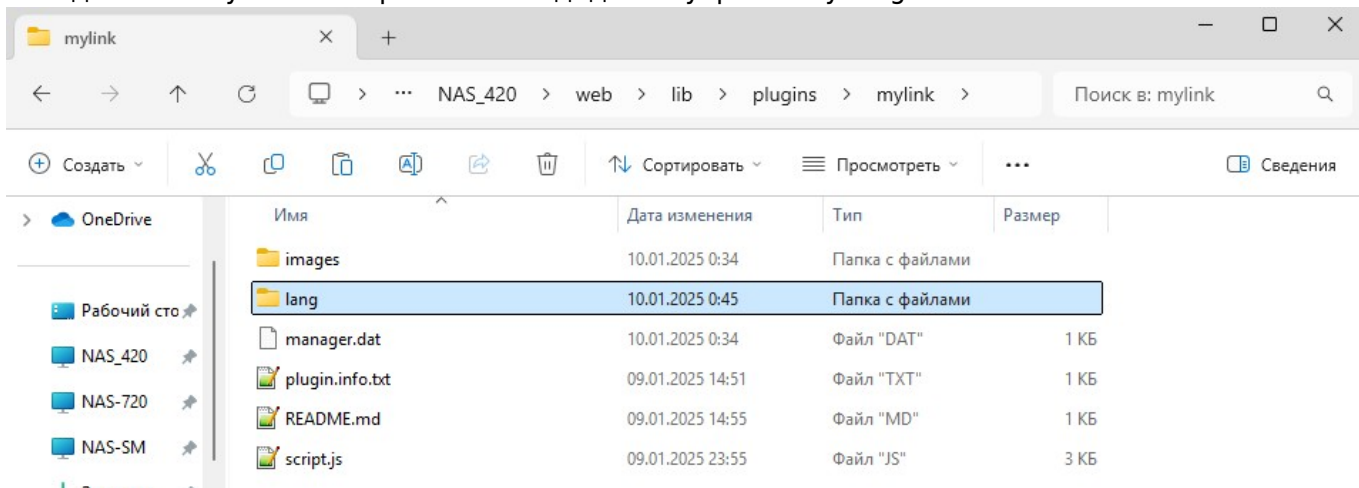 mylink
NAS_420 > web > lib > plugins > mylink >
Поиск в: mylink
Создать
Сортировать
Просмотреть
Сведения
OneDrive
Рабочий сто
NAS_420
NAS-720
NAS-SM
Имя Дата изменения Тип Размер
images 10.01.2025 0:34 Папка с файлами
lang 10.01.2025 0:45 Папка с файлами
manager.dat 10.01.2025 0:34 Файл "DAT" 1 КБ
plugin.info.txt 09.01.2025 14:51 Файл "TXT" 1 КБ
README.md 09.01.2025 14:55 Файл "MD" 1 КБ
script.js 09.01.2025 23:55 Файл "JS" 3 КБ